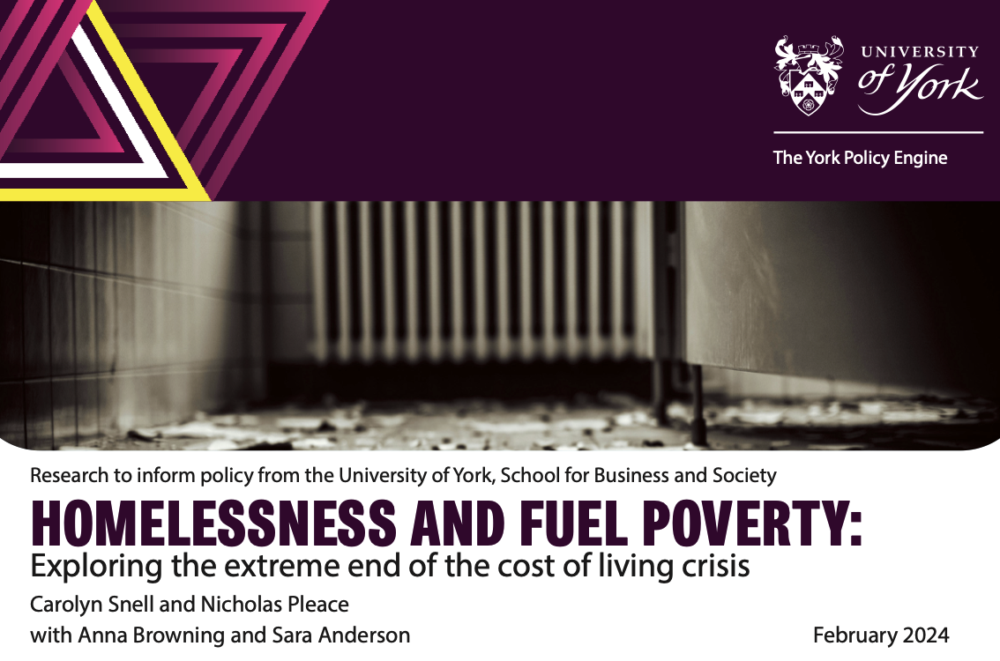 UNIVERSITY
of York
The York Policy Engine
Research to inform policy from the University of York, School for Business and Society
HOMELESSNESS AND FUEL POVERTY:
Exploring the extreme end of the cost of living crisis
Carolyn Snell and Nicholas Pleace
with Anna Browning and Sara Anderson
February 2024